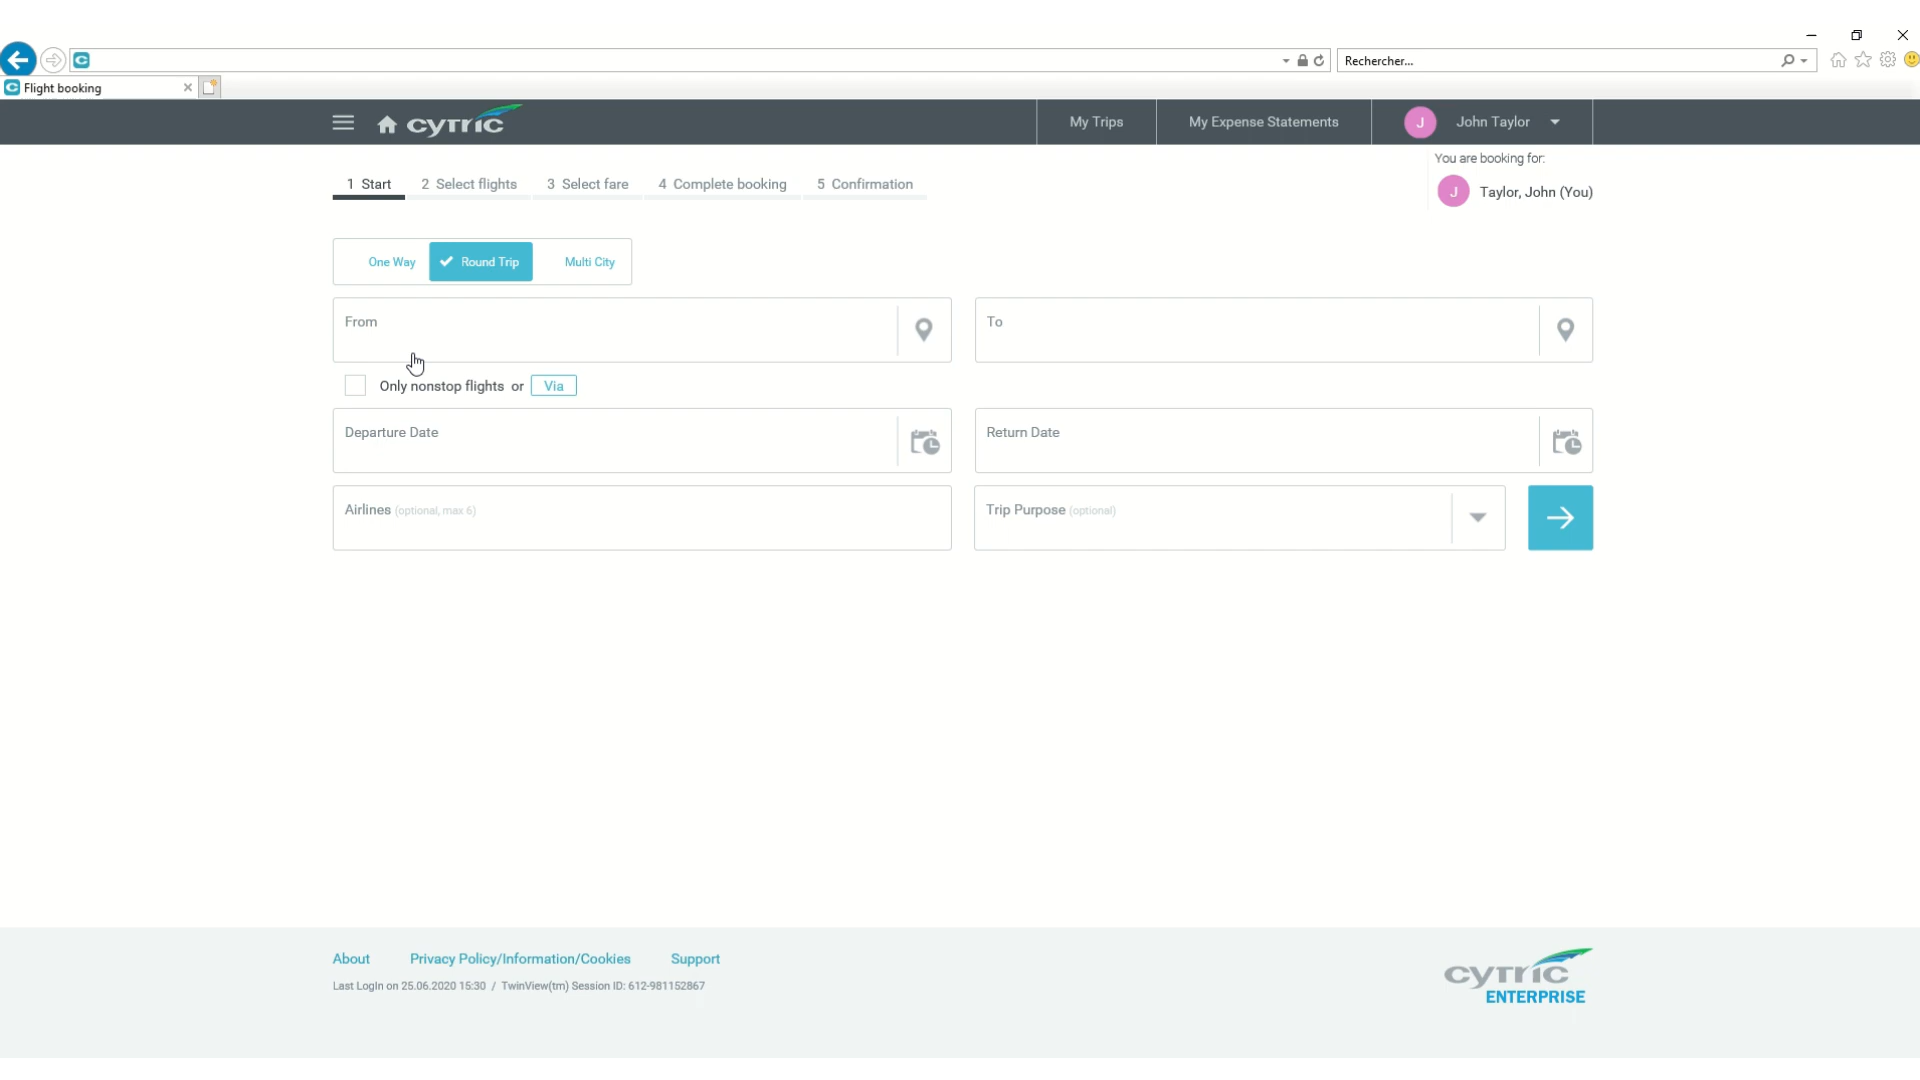 Rechercher...
Flight booking
cytric
My Trips
My Expense Statements
J
John Taylor
You are booking for:
J
Taylor, John (You)
1 Start
2 Select flights
3 Select fare
4 Complete booking
5 Confirmation
One Way
Round Trip
Multi City
From
To
Only nonstop flights or Via
Departure Date
Return Date
Airlines (optional, max 6)
Trip Purpose (optional)
About
Privacy Policy/Information/Cookies
Support
Last Login on 25.06.2020 15:30 / TwinView(tm) Session ID: 612-981152867
cytric
ENTERPRISE